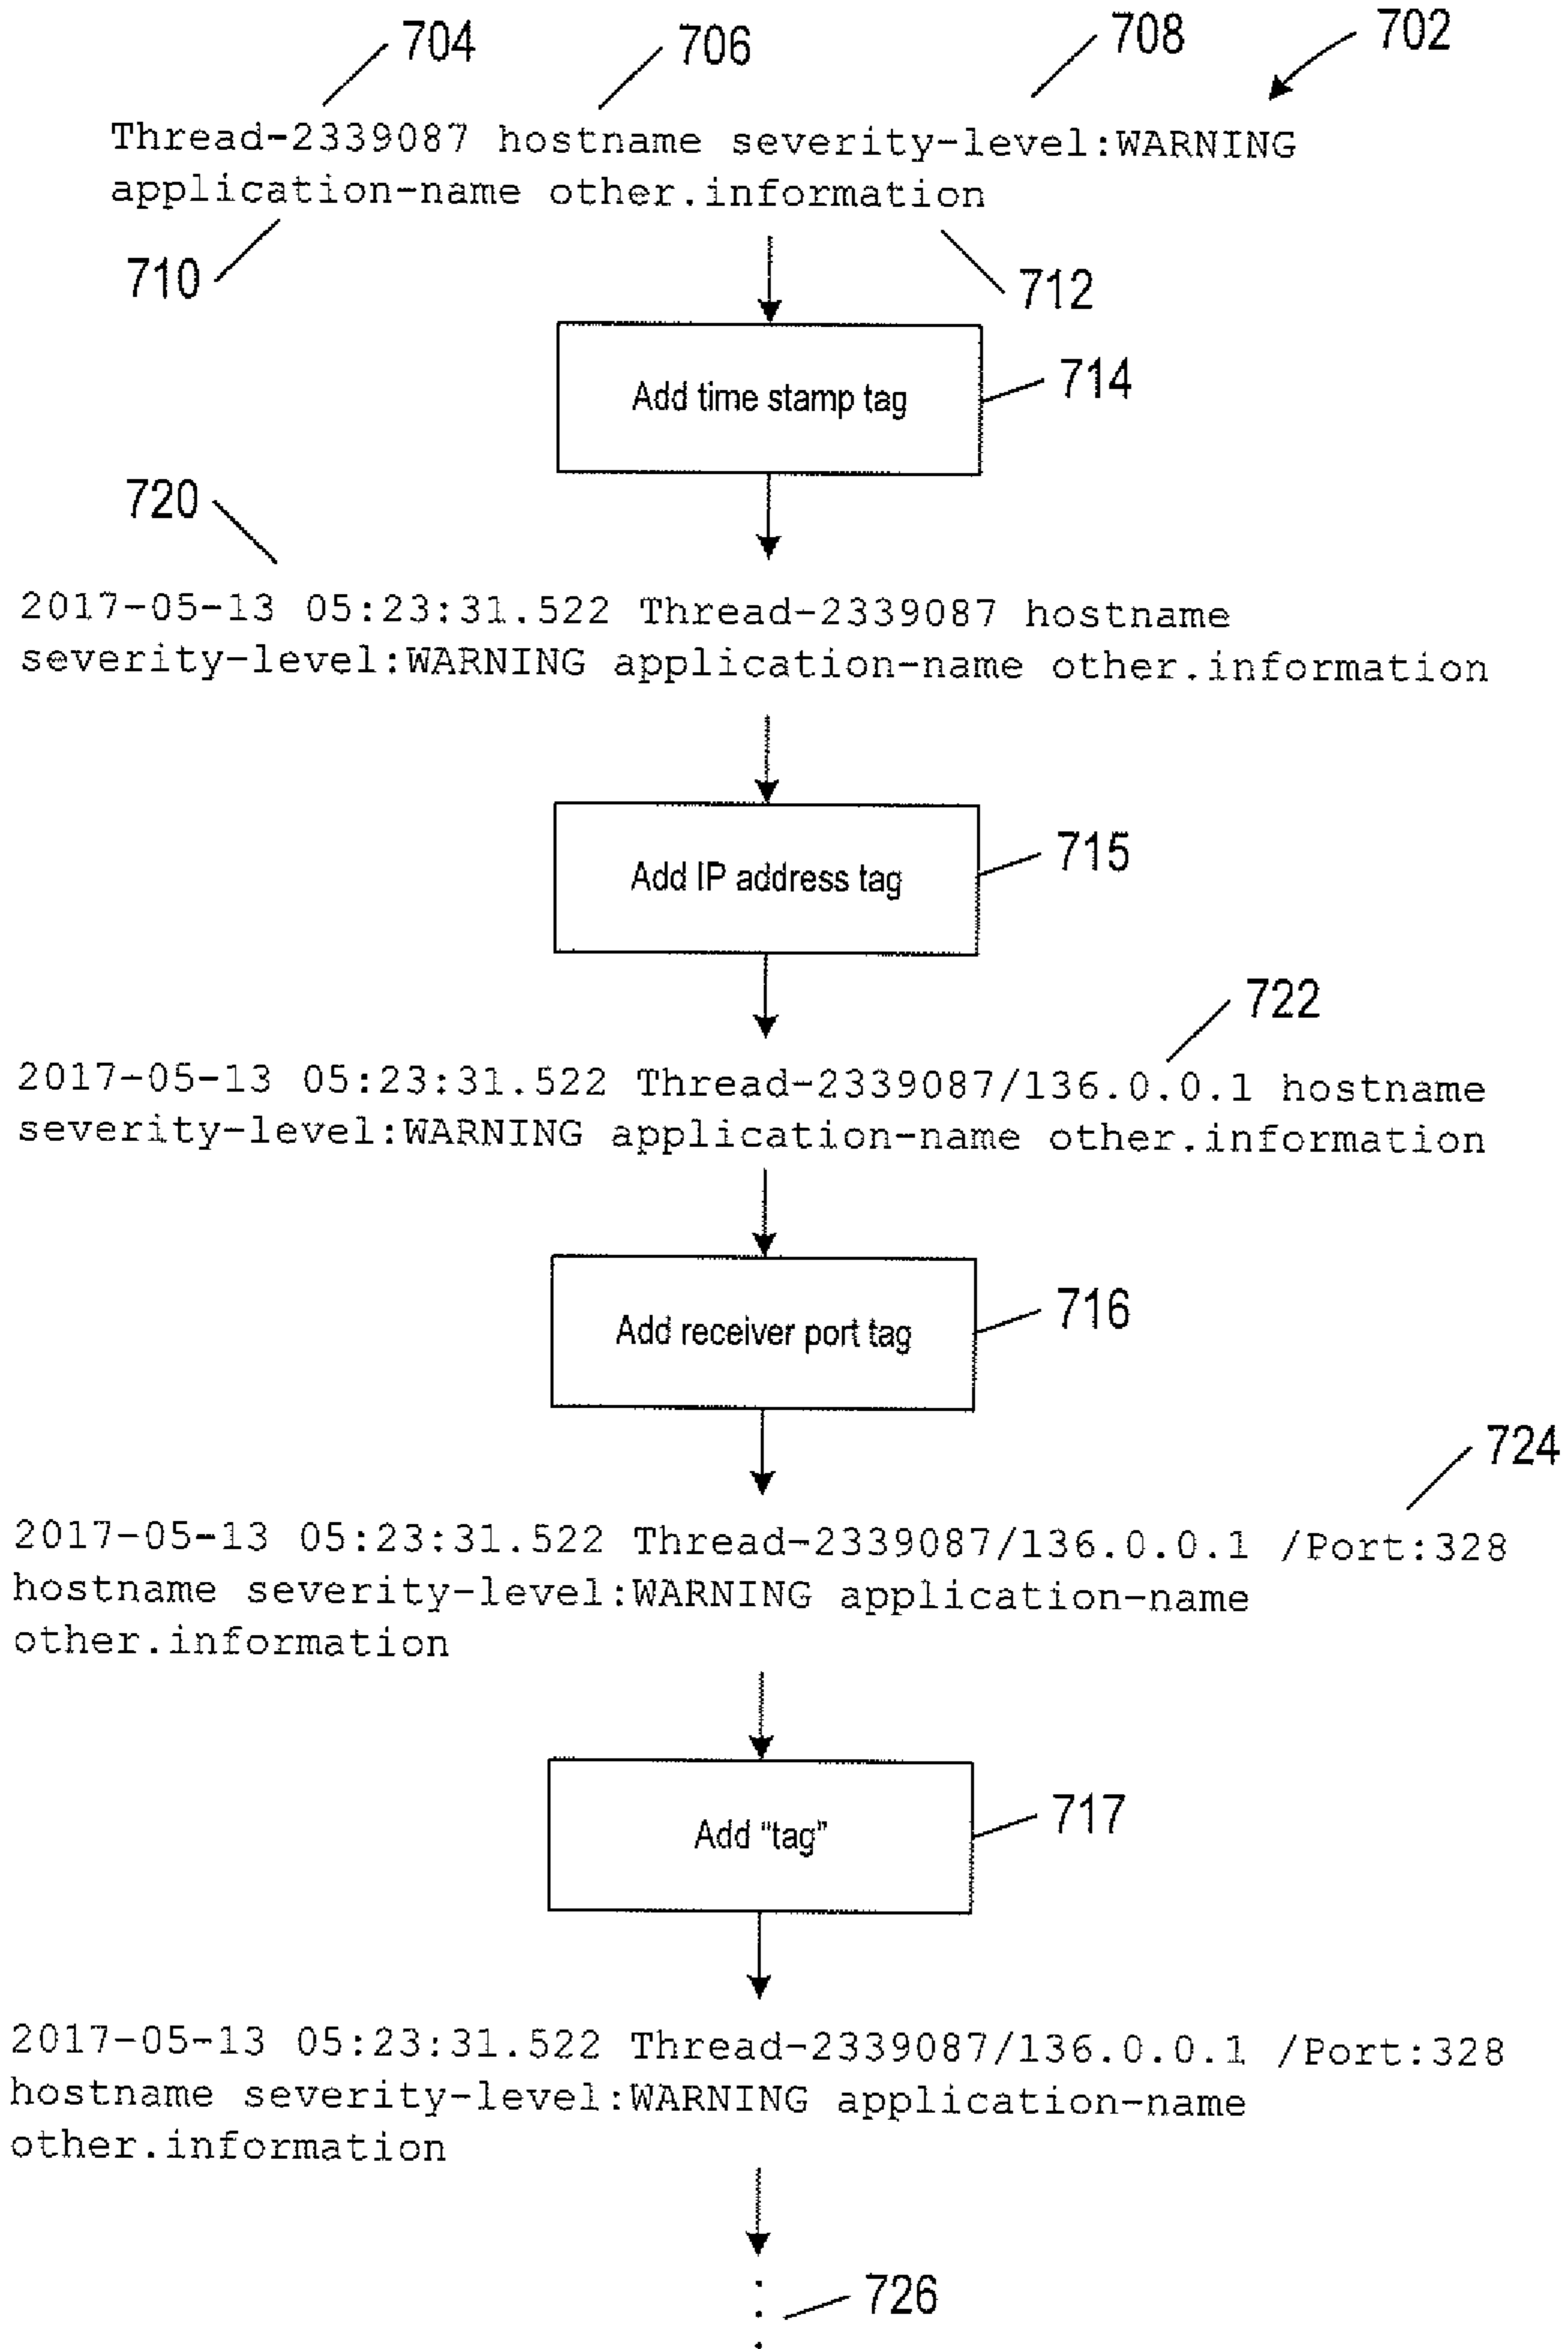 704
706
708
702
Thread-2339087 hostname severity-level:WARNING
application-name other.information
710
712
Add time stamp tag
714
720
2017-05-13 05:23:31.522 Thread-2339087 hostname
severity-level:WARNING application-name other.information
Add IP address tag
715
722
2017-05-13 05:23:31.522 Thread-2339087/136.0.0.1 hostname
severity-level:WARNING application-name other.information
Add receiver port tag
716
724
2017-05-13 05:23:31.522 Thread-2339087/136.0.0.1 /Port:328
hostname severity-level:WARNING application-name
other.information
Add “tag”
717
2017-05-13 05:23:31.522 Thread-2339087/136.0.0.1 /Port:328
hostname severity-level:WARNING application-name
other.information
726